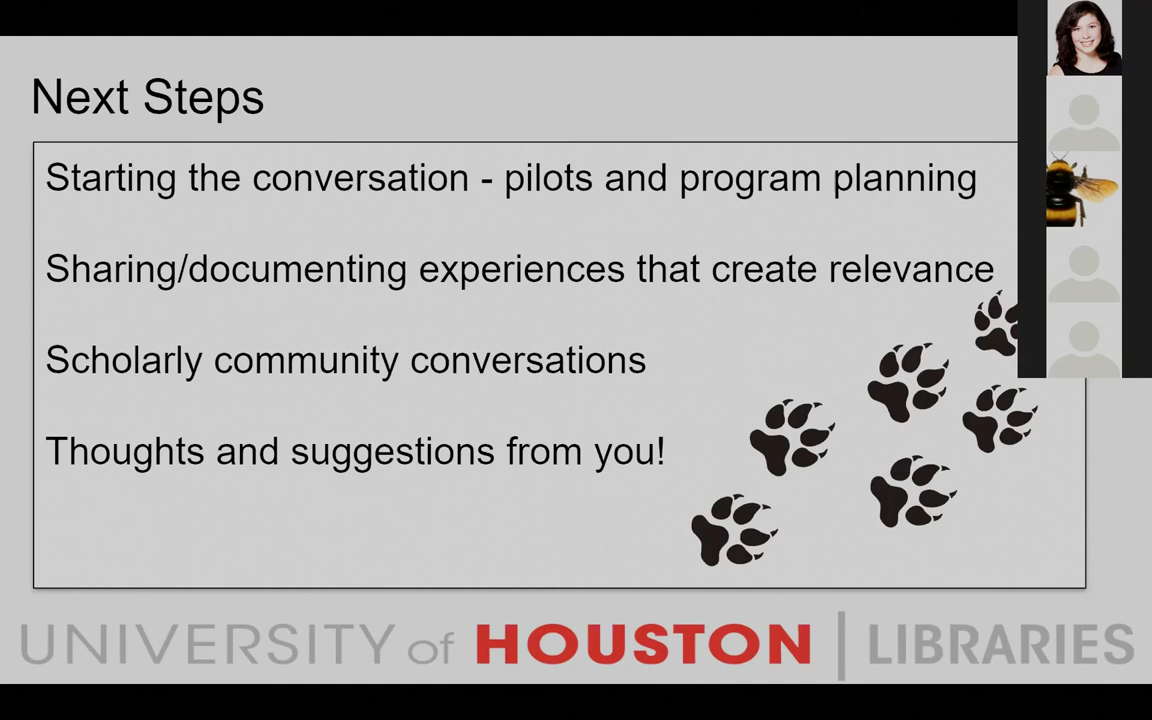 Next Steps
Starting the conversation - pilots and program planning
Sharing/documenting experiences that create relevance
Scholarly community conversations
Thoughts and suggestions from you!
UNIVERSITY of HOUSTON | LIBRARIES